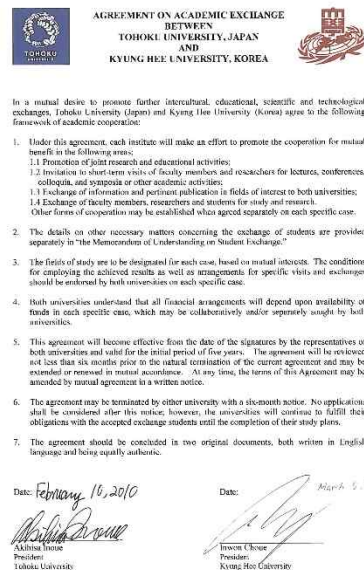 TOHOKU
UNIVERSITY
AGREEMENT ON ACADEMIC EXCHANGE
BETWEEN
TOHOKU UNIVERSITY, JAPAN
AND
KYUNG HEE UNIVERSITY, KOREA
In a mutual desire to promote further intercultural, educational, scientific and technological
exchanges, Tohoku University (Japan) and Kyung Hee University (Korea) agree to the following
framework of academic cooperation:
1. Under this agreement, each institute will make an effort to promote the cooperation for mutual
benefit in the following areas;
1.1 Promotion of joint research and educational activities;
1.2 Invitation to short-term visits of faculty members and researchers for lectures, conferences,
colloquia, and symposia or other academic activities;
1.3 Exchange of information and pertinent publication in fields of interest to both universities;
1.4 Exchange of faculty members, researchers and students for study and research.
Other forms of cooperation may be established when agreed separately on each specific case.
2. The details on other necessary matters concerning the exchange of students are provided
separately in "the Memorandum of Understanding on Student Exchange."
3. The fields of study are to be designated for each case, based on mutual interests. The conditions
for employing the achieved results as well as arrangements for specific visits and exchanges
should be endorsed by both universities on each specific case.
4. Both universities understand that all financial arrangements will depend upon availability of
funds in each specific case, which may be collaboratively and/or separately sought by both
universities.
5. This agreement will become effective from the date of the signatures by the representatives of
both universities and valid for the initial period of five years. The agreement will be reviewed
not less than six months prior to the natural termination of the current agreement and may be
extended or renewed in mutual accordance. At any time, the terms of this Agreement may be
amended by mutual agreement in a written notice.
6. The agreement may be terminated by either university with a six-month notice. No applications
shall be considered after this notice; however, the universities will continue to fulfill their
obligations with the accepted exchange students until the completion of their study plans.
7. The agreement should be concluded in two original documents, both written in English
language and being equally authentic.
Date: February 10, 2010
Date: March 5.
Akihisa Inoue
Akihisa Inoue
President
Tohoku University
Inwon Choue
President
Kyung Hee University